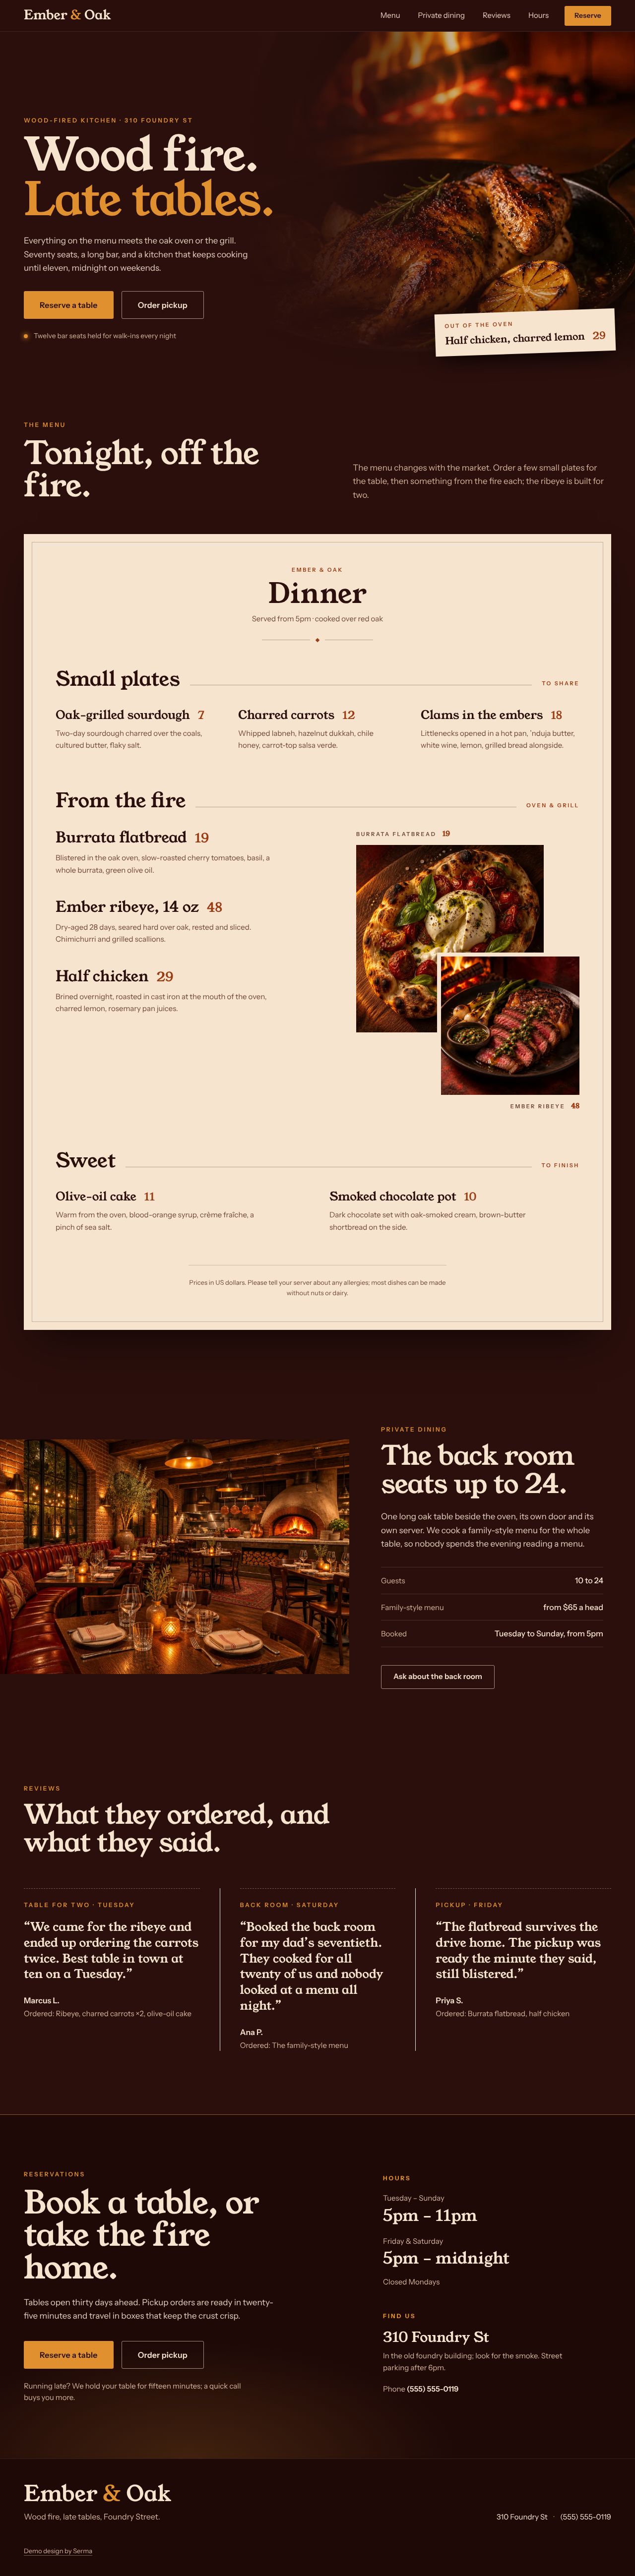 Ember & Oak
Menu
Private dining
Reviews
Hours
Reserve
WOOD-FIRED KITCHEN · 310 FOUNDRY ST
Wood fire.
Late tables.
Everything on the menu meets the oak oven or the grill.
Seventy seats, a long bar, and a kitchen that keeps cooking
until eleven, midnight on weekends.
Reserve a table
Order pickup
Twelve bar seats held for walk-ins every night
OUT OF THE OVEN
Half chicken, charred lemon 29
THE MENU
Tonight, off the
fire.
The menu changes with the market. Order a few small plates for
the table, then something from the fire each; the ribeye is built for
two.
EMBER & OAK
Dinner
Served from 5pm · cooked over red oak
Small plates
TO SHARE
Oak-grilled sourdough 7
Two-day sourdough charred over the coals,
cultured butter, flaky salt.
Charred carrots 12
Whipped labneh, hazelnut dukkah, chile
honey, carrot-top salsa verde.
Clams in the embers 18
Littlenecks opened in a hot pan, ’nduja butter,
white wine, lemon, grilled bread alongside.
From the fire
OVEN & GRILL
Burrata flatbread 19
Blistered in the oak oven, slow-roasted cherry tomatoes, basil, a
whole burrata, green olive oil.
Ember ribeye, 14 oz 48
Dry-aged 28 days, seared hard over oak, rested and sliced.
Chimichurri and grilled scallions.
Half chicken 29
Brined overnight, roasted in cast iron at the mouth of the oven,
charred lemon, rosemary pan juices.
BURRATA FLATBREAD 19
EMBER RIBEYE 48
Sweet
TO FINISH
Olive-oil cake 11
Warm from the oven, blood-orange syrup, crème fraîche, a
pinch of sea salt.
Smoked chocolate pot 10
Dark chocolate set with oak-smoked cream, brown-butter
shortbread on the side.
Prices in US dollars. Please tell your server about any allergies; most dishes can be made
without nuts or dairy.
PRIVATE DINING
The back room
seats up to 24.
One long oak table beside the oven, its own door and its
own server. We cook a family-style menu for the whole
table, so nobody spends the evening reading a menu.
Guests 10 to 24
Family-style menu from $65 a head
Booked Tuesday to Sunday, from 5pm
Ask about the back room
REVIEWS
What they ordered, and
what they said.
TABLE FOR TWO · TUESDAY
“We came for the ribeye and
ended up ordering the carrots
twice. Best table in town at
ten on a Tuesday.”
Marcus L.
Ordered: Ribeye, charred carrots ×2, olive-oil cake
BACK ROOM · SATURDAY
“Booked the back room
for my dad’s seventieth.
They cooked for all
twenty of us and nobody
looked at a menu all
night.”
Ana P.
Ordered: The family-style menu
PICKUP · FRIDAY
“The flatbread survives the
drive home. The pickup was
ready the minute they said,
still blistered.”
Priya S.
Ordered: Burrata flatbread, half chicken
RESERVATIONS
Book a table, or
take the fire
home.
Tables open thirty days ahead. Pickup orders are ready in twenty-
five minutes and travel in boxes that keep the crust crisp.
Reserve a table
Order pickup
Running late? We hold your table for fifteen minutes; a quick call
buys you more.
HOURS
Tuesday – Sunday
5pm – 11pm
Friday & Saturday
5pm – midnight
Closed Mondays
FIND US
310 Foundry St
In the old foundry building; look for the smoke. Street
parking after 6pm.
Phone (555) 555-0119
Ember & Oak
Wood fire, late tables, Foundry Street.
310 Foundry St · (555) 555-0119
Demo design by Serma